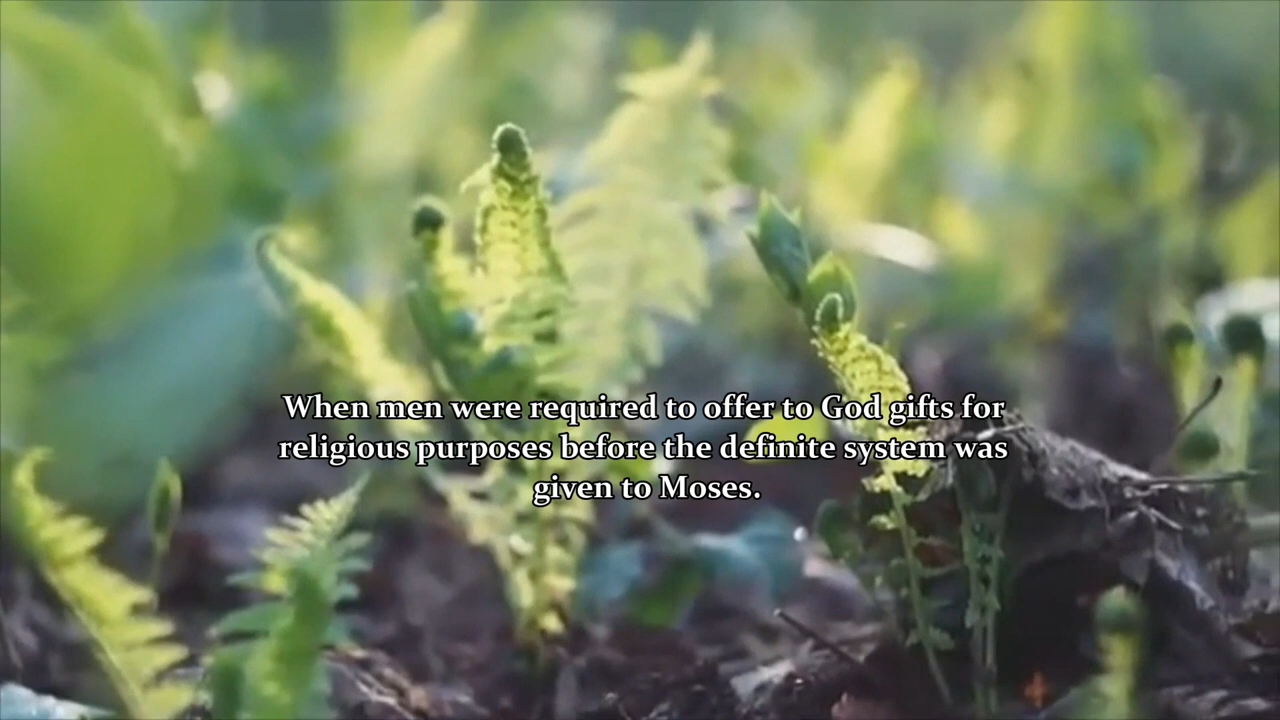 When men were required to offer to God gifts for
religious purposes before the definite system was
given to Moses.